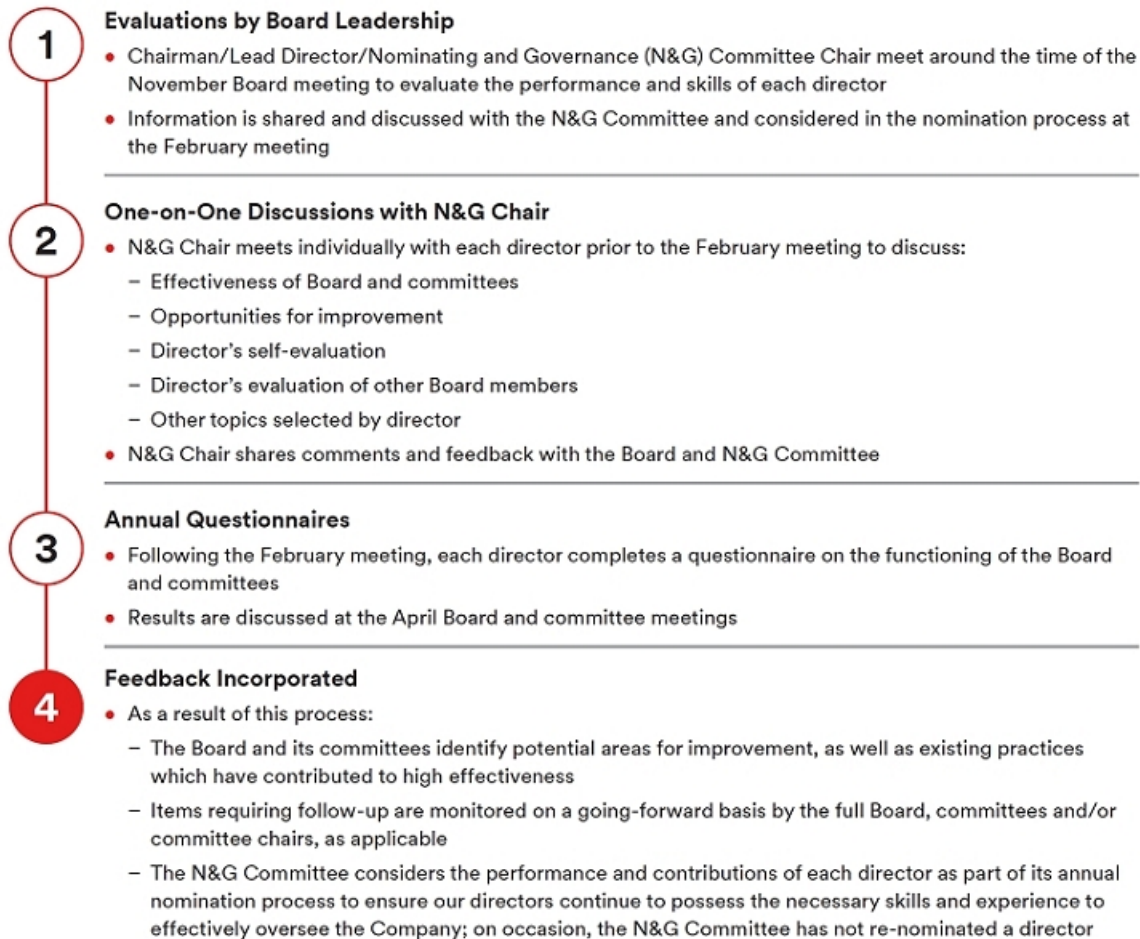 1
Evaluations by Board Leadership
• Chairman/Lead Director/Nominating and Governance (N&G) Committee Chair meet around the time of the
November Board meeting to evaluate the performance and skills of each director
• Information is shared and discussed with the N&G Committee and considered in the nomination process at
the February meeting
2
One-on-One Discussions with N&G Chair
• N&G Chair meets individually with each director prior to the February meeting to discuss:
– Effectiveness of Board and committees
– Opportunities for improvement
– Director's self-evaluation
– Director's evaluation of other Board members
– Other topics selected by director
• N&G Chair shares comments and feedback with the Board and N&G Committee
3
Annual Questionnaires
• Following the February meeting, each director completes a questionnaire on the functioning of the Board
and committees
• Results are discussed at the April Board and committee meetings
4
Feedback Incorporated
• As a result of this process:
– The Board and its committees identify potential areas for improvement, as well as existing practices
which have contributed to high effectiveness
– Items requiring follow-up are monitored on a going-forward basis by the full Board, committees and/or
committee chairs, as applicable
– The N&G Committee considers the performance and contributions of each director as part of its annual
nomination process to ensure our directors continue to possess the necessary skills and experience to
effectively oversee the Company; on occasion, the N&G Committee has not re-nominated a director